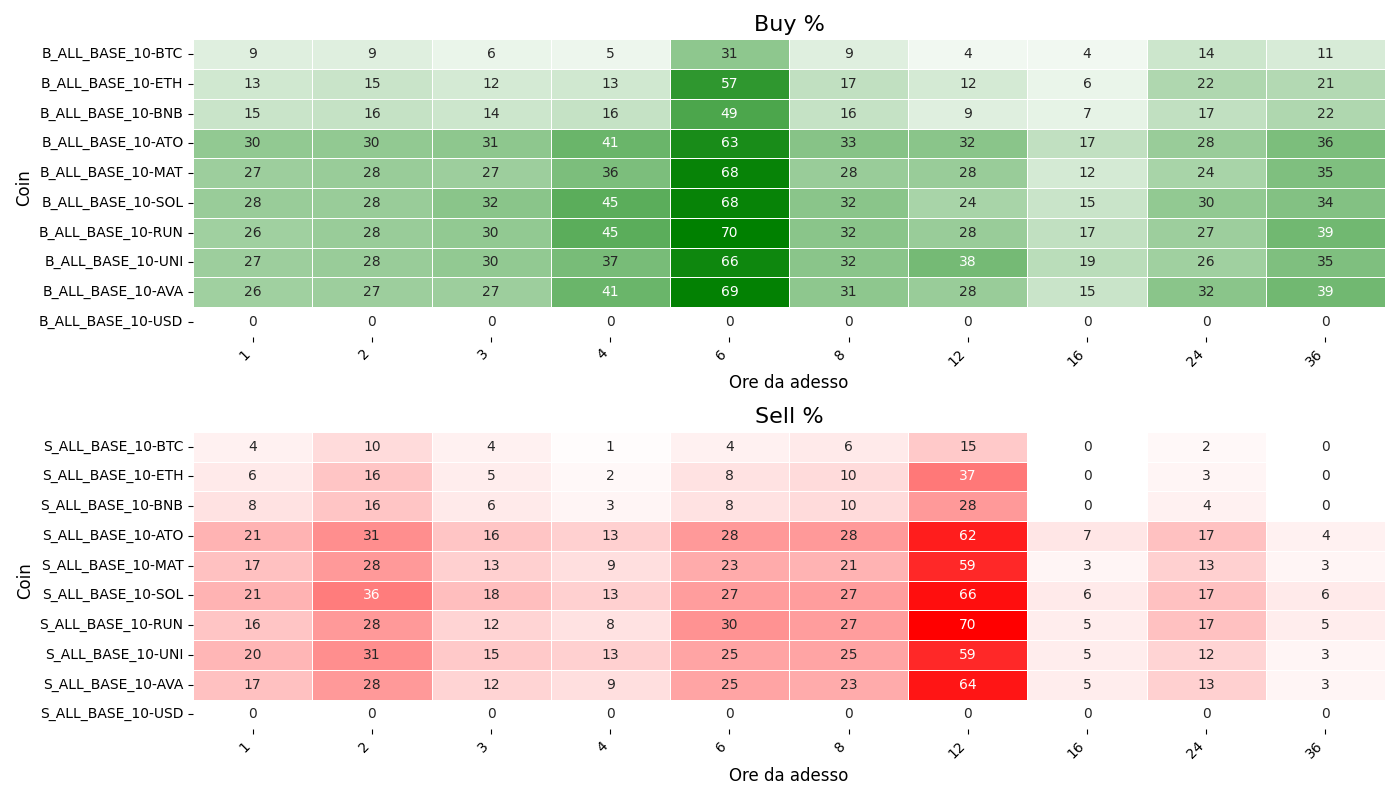 Buy %
Coin
B_ALL_BASE_10-BTC 9 9 6 5 31 9 4 4 14 11
B_ALL_BASE_10-ETH 13 15 12 13 57 17 12 6 22 21
B_ALL_BASE_10-BNB 15 16 14 16 49 16 9 7 17 22
B_ALL_BASE_10-ATO 30 30 31 41 63 33 32 17 28 36
B_ALL_BASE_10-MAT 27 28 27 36 68 28 28 12 24 35
B_ALL_BASE_10-SOL 28 28 32 45 68 32 24 15 30 34
B_ALL_BASE_10-RUN 26 28 30 45 70 32 28 17 27 39
B_ALL_BASE_10-UNI 27 28 30 37 66 32 38 19 26 35
B_ALL_BASE_10-AVA 26 27 27 41 69 31 28 15 32 39
B_ALL_BASE_10-USD 0 0 0 0 0 0 0 0 0 0
1 2 3 4 6 8 12 16 24 36
Ore da adesso
Sell %
Coin
S_ALL_BASE_10-BTC 4 10 4 1 4 6 15 0 2 0
S_ALL_BASE_10-ETH 6 16 5 2 8 10 37 0 3 0
S_ALL_BASE_10-BNB 8 16 6 3 8 10 28 0 4 0
S_ALL_BASE_10-ATO 21 31 16 13 28 28 62 7 17 4
S_ALL_BASE_10-MAT 17 28 13 9 23 21 59 3 13 3
S_ALL_BASE_10-SOL 21 36 18 13 27 27 66 6 17 6
S_ALL_BASE_10-RUN 16 28 12 8 30 27 70 5 17 5
S_ALL_BASE_10-UNI 20 31 15 13 25 25 59 5 12 3
S_ALL_BASE_10-AVA 17 28 12 9 25 23 64 5 13 3
S_ALL_BASE_10-USD 0 0 0 0 0 0 0 0 0 0
1 2 3 4 6 8 12 16 24 36
Ore da adesso